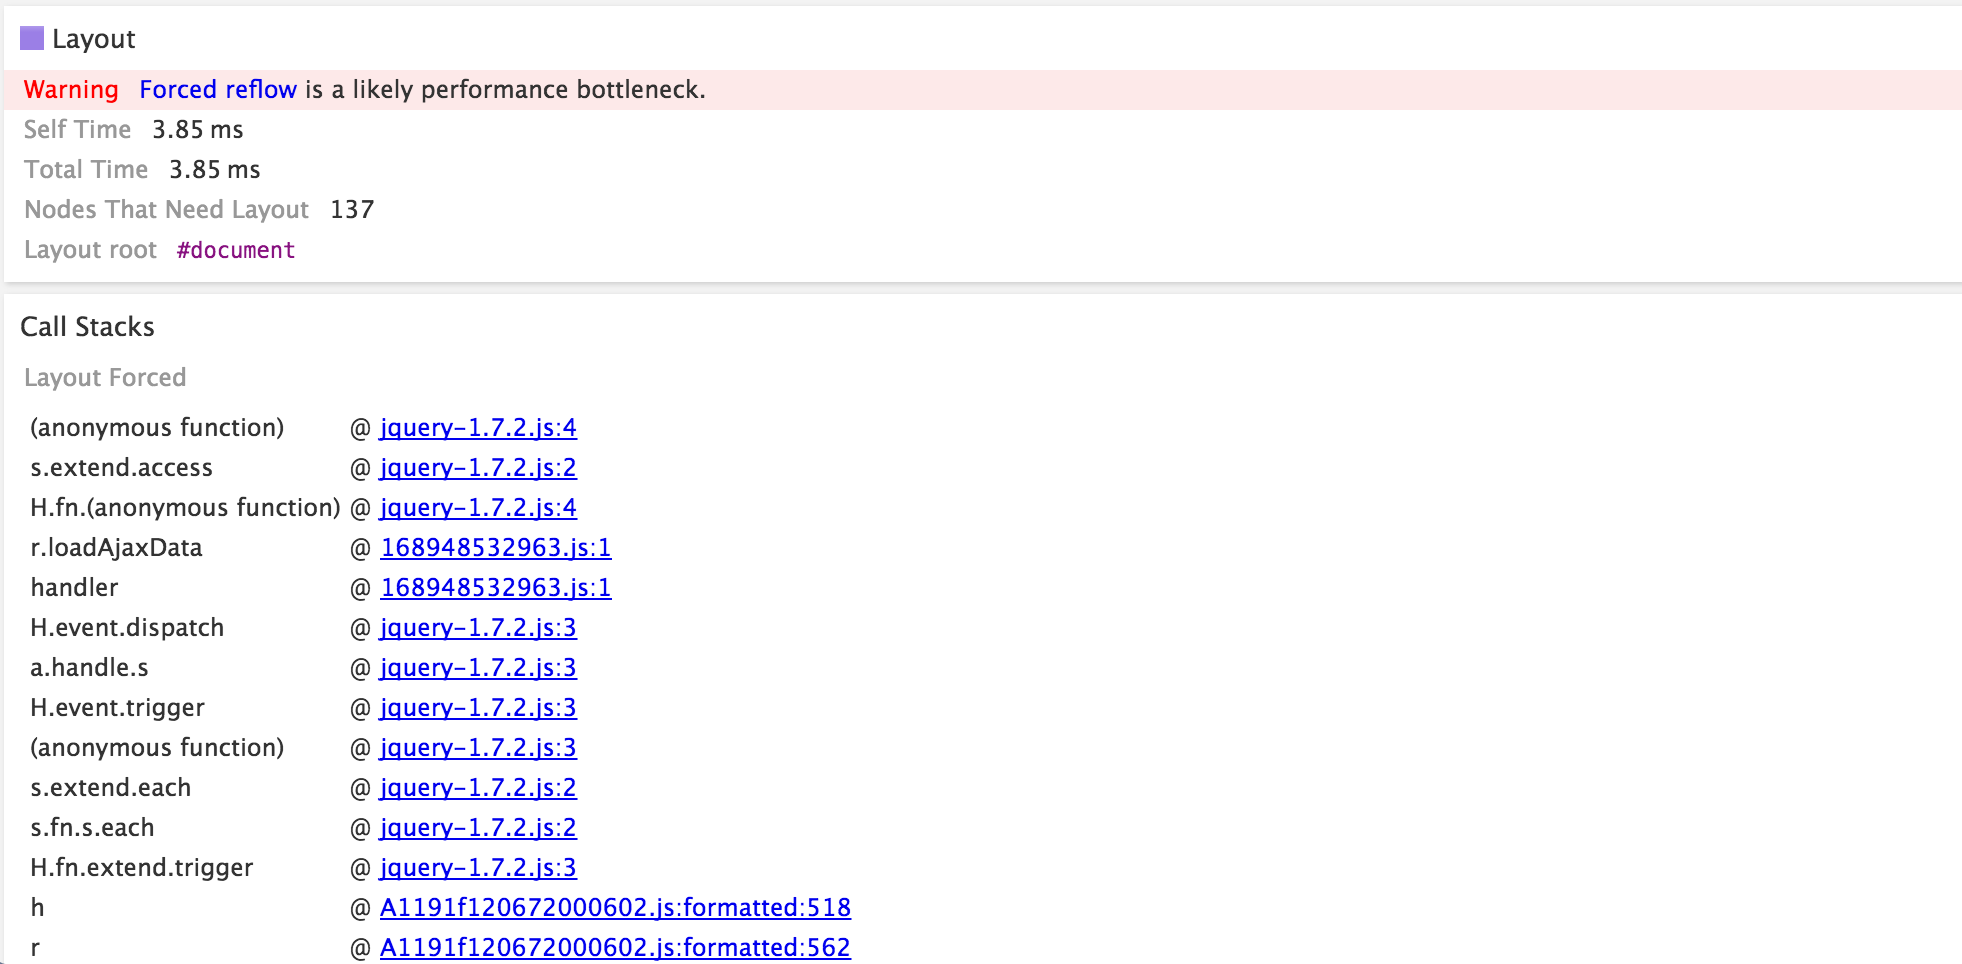 Layout
Warning Forced reflow is a likely performance bottleneck.
Self Time 3.85 ms
Total Time 3.85 ms
Nodes That Need Layout 137
Layout root #document
Call Stacks
Layout Forced
(anonymous function) @ jquery-1.7.2.js:4
s.extend.access @ jquery-1.7.2.js:2
H.fn.(anonymous function) @ jquery-1.7.2.js:4
r.loadAjaxData @ 168948532963.js:1
handler @ 168948532963.js:1
H.event.dispatch @ jquery-1.7.2.js:3
a.handle.s @ jquery-1.7.2.js:3
H.event.trigger @ jquery-1.7.2.js:3
(anonymous function) @ jquery-1.7.2.js:3
s.extend.each @ jquery-1.7.2.js:2
s.fn.s.each @ jquery-1.7.2.js:2
H.fn.extend.trigger @ jquery-1.7.2.js:3
h @ A1191f120672000602.js:formatted:518
r @ A1191f120672000602.js:formatted:562